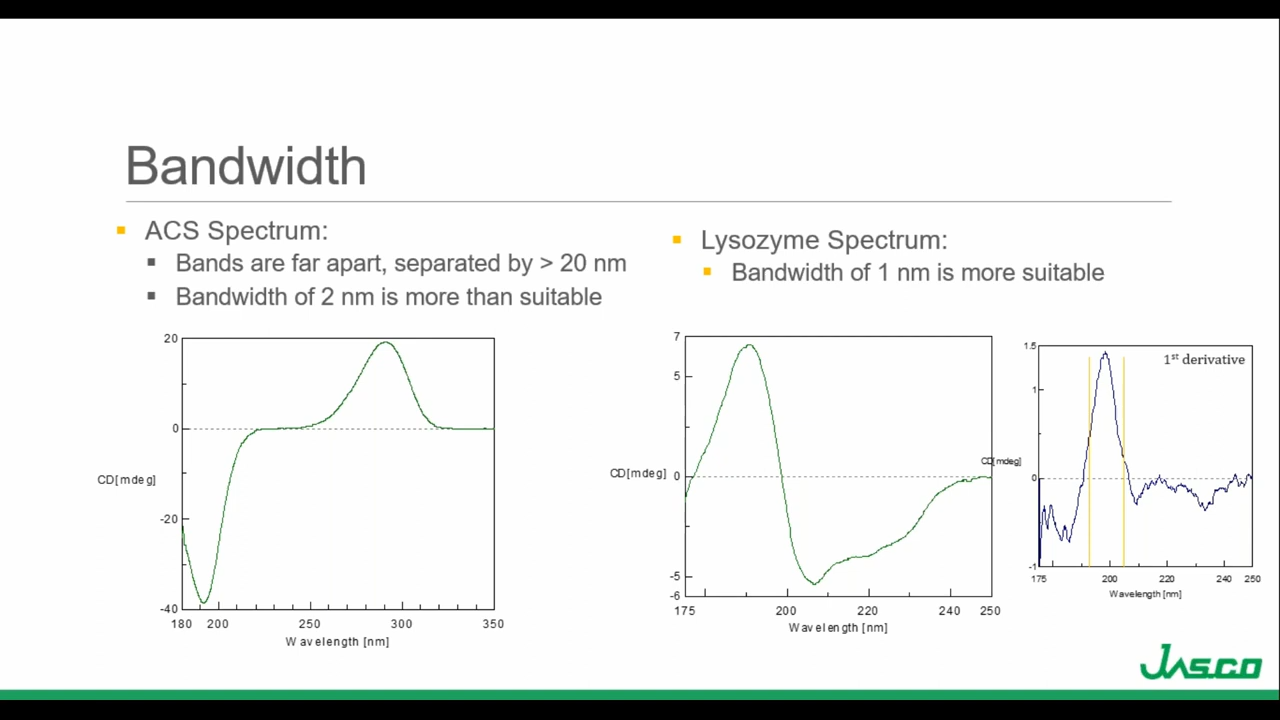 Bandwidth
ACS Spectrum:
Bands are far apart, separated by > 20 nm
Bandwidth of 2 nm is more than suitable
20
0
-20
-40
CD[mdeg]
180 200 250 300 350
Wavelength [nm]
Lysozyme Spectrum:
Bandwidth of 1 nm is more suitable
7
5
0
-5
-6
CD[mdeg]
175 200 220 240 250
Wavelength [nm]
1st derivative
1.5
1
0
-1
CD[mdeg]
175 200 220 240 250
Wavelength [nm]
JASCO